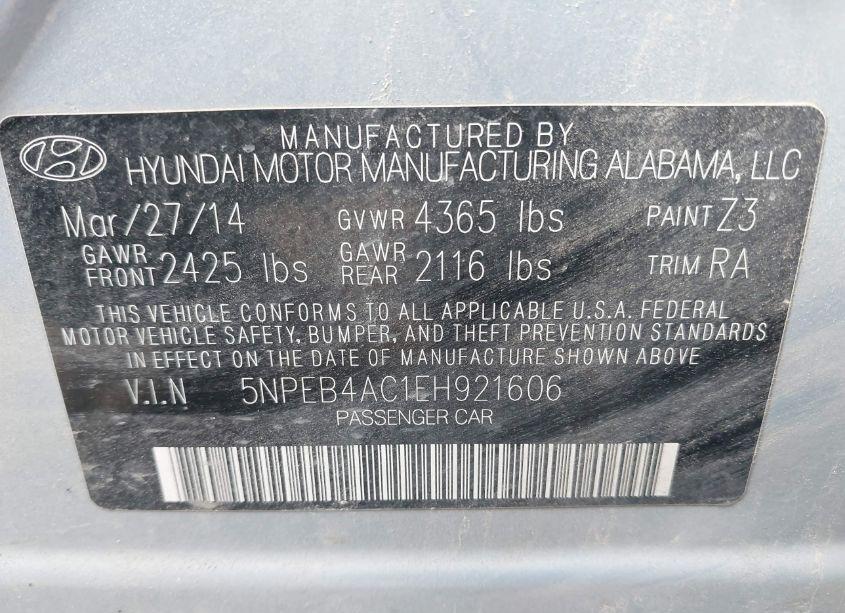 MANUFACTURED BY
HYUNDAI MOTOR MANUFACTURING ALABAMA, LLC
Mar/27/14 GVWR 4365 lbs PAINT Z3
GAWR FRONT 2425 lbs GAWR REAR 2116 lbs TRIM RA
THIS VEHICLE CONFORMS TO ALL APPLICABLE U.S.A. FEDERAL
MOTOR VEHICLE SAFETY, BUMPER, AND THEFT PREVENTION STANDARDS
IN EFFECT ON THE DATE OF MANUFACTURE SHOWN ABOVE
V.I.N 5NPEB4AC1EH921606
PASSENGER CAR